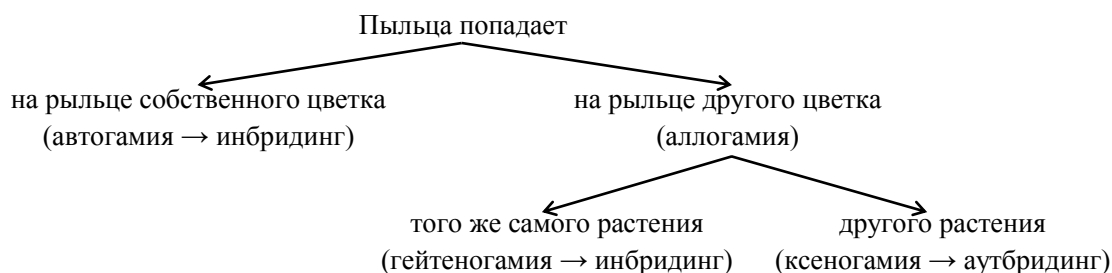 Пыльца попадает
на рыльце собственного цветка
(автогамия → инбридинг)
на рыльце другого цветка
(аллогамия)
того же самого растения
(гейтеногамия → инбридинг)
другого растения
(ксеногамия → аутбридинг)